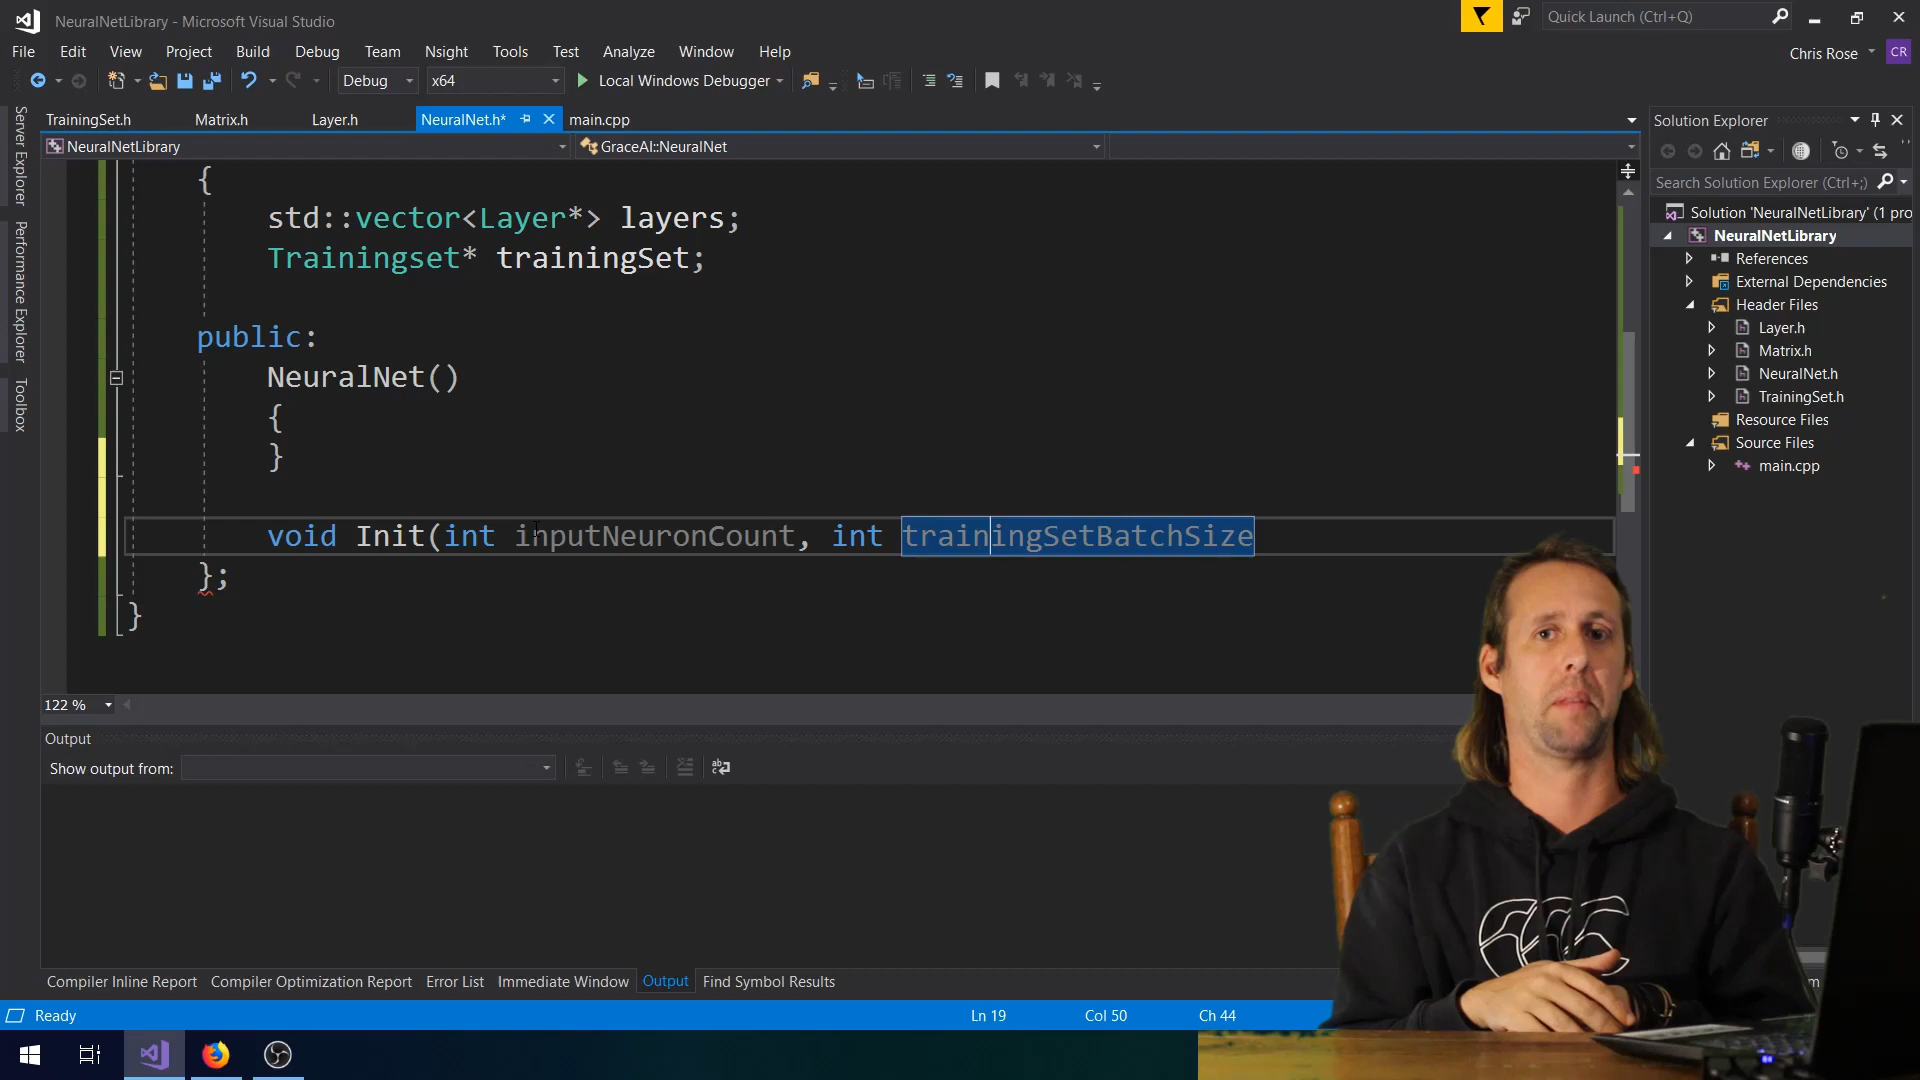 NeuralNetLibrary - Microsoft Visual Studio
Quick Launch (Ctrl+Q)
File Edit View Project Build Debug Team Nsight Tools Test Analyze Window Help
Chris Rose CR
Debug x64 Local Windows Debugger
TrainingSet.h Matrix.h Layer.h NeuralNet.h* main.cpp
Solution Explorer
NeuralNetLibrary GraceAI::NeuralNet
Server Explorer
Performance Explorer
Toolbox
{
std::vector<Layer*> layers;
Trainingset* trainingSet;
public:
NeuralNet()
{
}
void Init(int inputNeuronCount, int trainingSetBatchSize
};
}
Search Solution Explorer (Ctrl+;)
Solution 'NeuralNetLibrary' (1 pro
NeuralNetLibrary
References
External Dependencies
Header Files
Layer.h
Matrix.h
NeuralNet.h
TrainingSet.h
Resource Files
Source Files
main.cpp
122 %
Output
Show output from:
Compiler Inline Report Compiler Optimization Report Error List Immediate Window Output Find Symbol Results
Ready Ln 19 Col 50 Ch 44